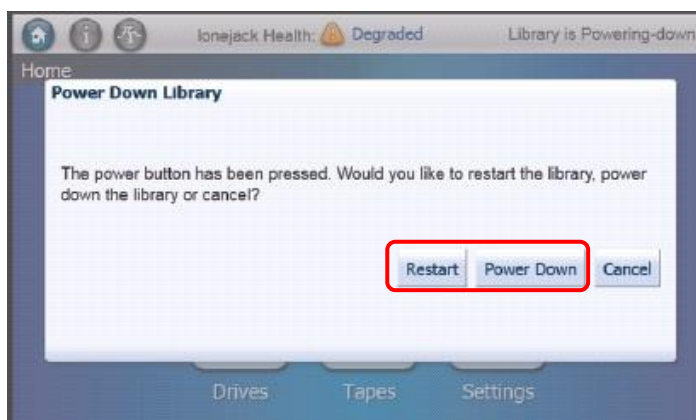 lonejack Health: Degraded Library is Powering-down
Home
Power Down Library
The power button has been pressed. Would you like to restart the library, power
down the library or cancel?
Restart Power Down Cancel
Drives Tapes Settings